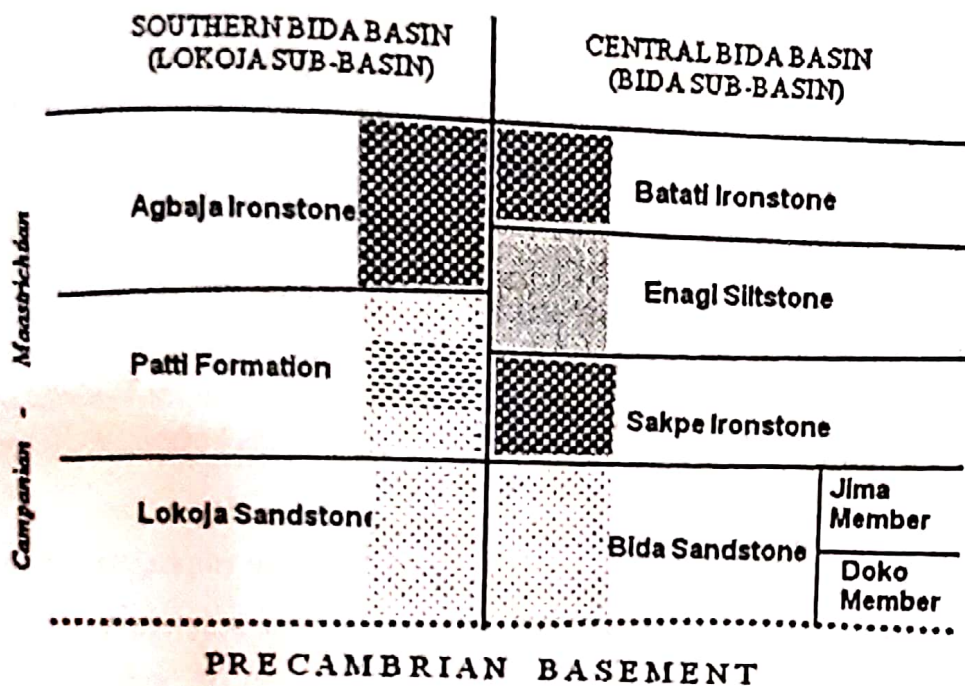 SOUTHERN BIDA BASIN
(LOKOJA SUB-BASIN)
CENTRAL BIDA BASIN
(BIDA SUB-BASIN)
Campanian - Maastrichban
Agbaja Ironstone
Patti Formation
Lokoja Sandstone
Batati Ironstone
Enagi Siltstone
Sakpe Ironstone
Bida Sandstone
Jima
Member
Doko
Member
PRECAMBRIAN BASEMENT